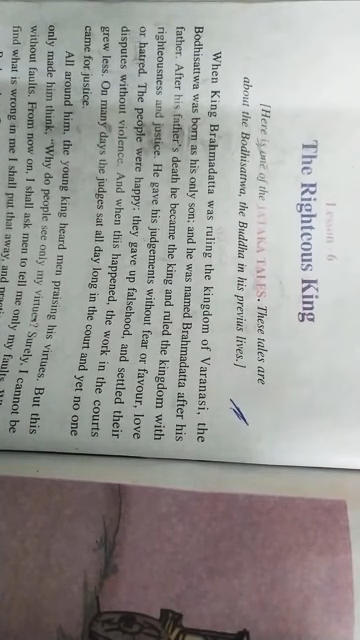 Lesson - 6
The Righteous King
[Here is one of the JATAKA TALES. These tales are
about the Bodhisattwa, the Buddha in his previus lives.]
When King Brahmadatta was ruling the kingdom of Varanasi, the
Bodhisattwa was born as his only son; and he was named Brahmadatta after his
father. After his father's death he became the king and ruled the kingdom with
righteousness and justice. He gave his judgements without fear or favour, love
or hatred. The people were happy; they gave up falsehood, and settled their
disputes without violence. And when this happened, the work in the courts
grew less. On many days the judges sat all day long in the court and yet no one
came for justice.
All around him, the young king heard men praising his virtues. But this
only made him think, "Why do people see only my virtues? Surely, I cannot be
without faults. From now on, I shall ask men to tell me only my faults.
find what is wrong in me I shall put that away, and